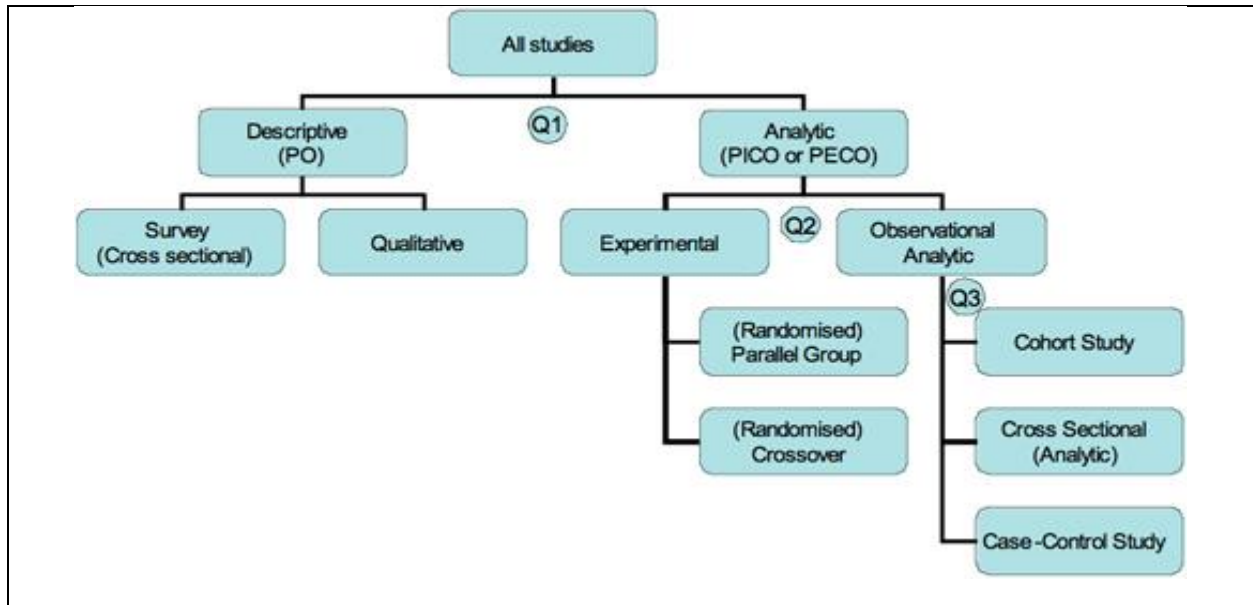 All studies
Q1
Descriptive
(PO)
Analytic
(PICO or PECO)
Survey
(Cross sectional)
Qualitative
Experimental
Q2
Observational
Analytic
Q3
(Randomised)
Parallel Group
Cohort Study
(Randomised)
Crossover
Cross Sectional
(Analytic)
Case -Control Study